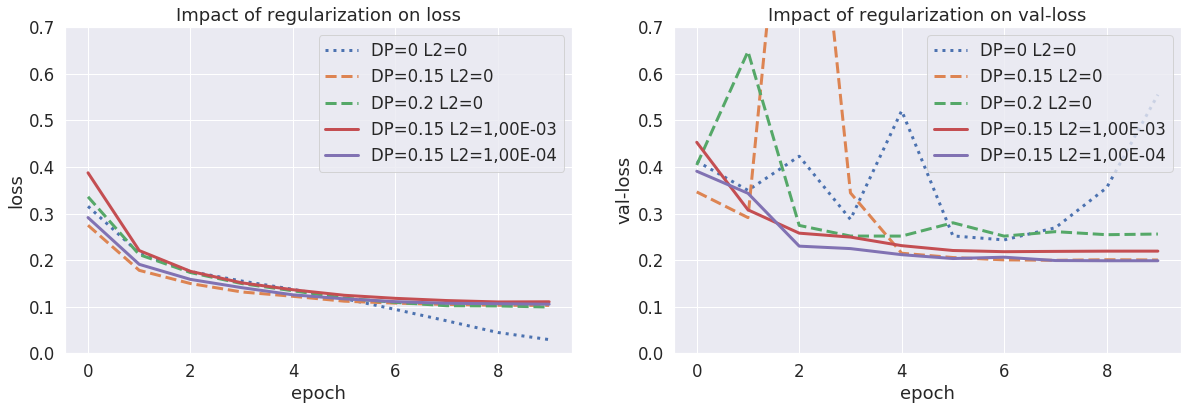 Impact of regularization on loss
0.7
0.6
0.5
0.4
0.3
0.2
0.1
0.0
loss
0 2 4 6 8
epoch
DP=0 L2=0
DP=0.15 L2=0
DP=0.2 L2=0
DP=0.15 L2=1,00E-03
DP=0.15 L2=1,00E-04
Impact of regularization on val-loss
0.7
0.6
0.5
0.4
0.3
0.2
0.1
0.0
val-loss
0 2 4 6 8
epoch
DP=0 L2=0
DP=0.15 L2=0
DP=0.2 L2=0
DP=0.15 L2=1,00E-03
DP=0.15 L2=1,00E-04